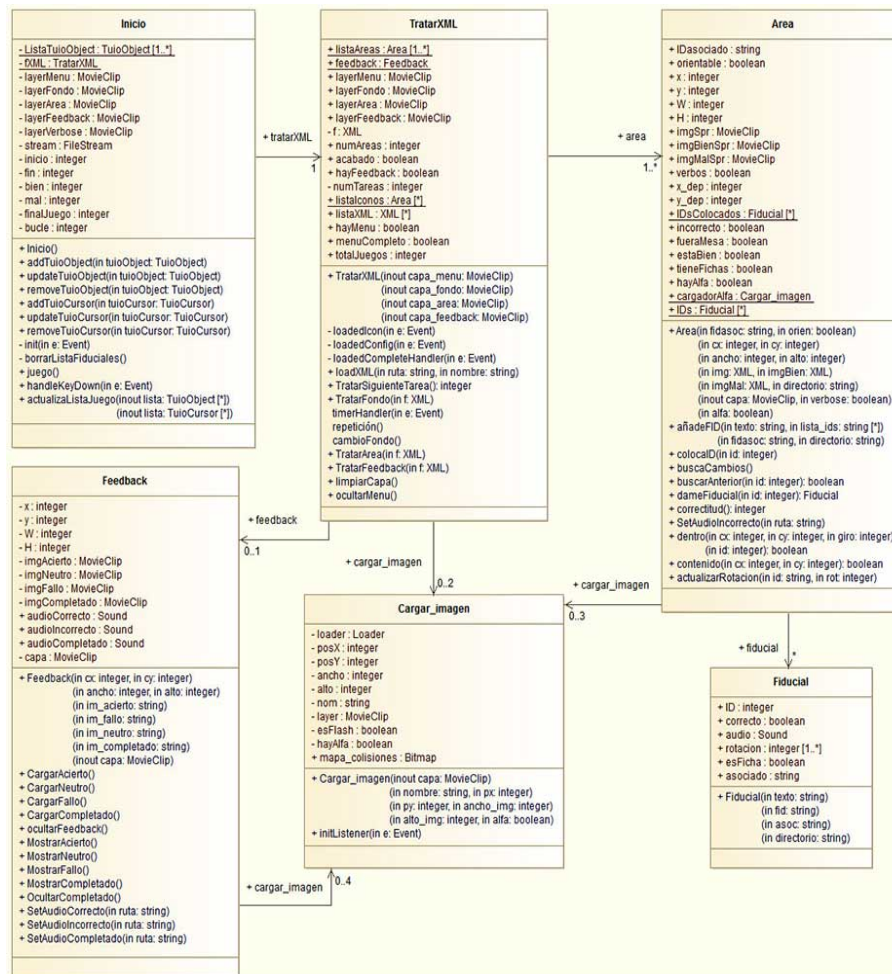 Inicio
- ListaTuioObject : TuioObject [1..*]
- fXML : TratarXML
- layerMenu : MovieClip
- layerFondo : MovieClip
- layerArea : MovieClip
- layerFeedback : MovieClip
- layerVerbose : MovieClip
- stream : FileStream
- inicio : integer
- fin : integer
- bien : integer
- mal : integer
- finalJuego : integer
- bucle : integer
+ Inicio()
+ addTuioObject(in tuioObject: TuioObject)
+ updateTuioObject(in tuioObject: TuioObject)
+ removeTuioObject(in tuioObject: TuioObject)
+ addTuioCursor(in tuioCursor: TuioCursor)
+ updateTuioCursor(in tuioCursor: TuioCursor)
+ removeTuioCursor(in tuioCursor: TuioCursor)
- init(in e: Event)
- borrarListaFiduciales()
+ juego()
+ handleKeyDown(in e: Event)
+ actualizaListaJuego(inout lista: TuioObject [*])
(inout lista: TuioCursor [*])
+ tratarXML
1
TratarXML
+ listaAreas : Area [1..*]
+ feedback : Feedback
+ layerMenu : MovieClip
+ layerFondo : MovieClip
+ layerArea : MovieClip
+ layerFeedback : MovieClip
- f : XML
+ numAreas : integer
+ acabado : boolean
+ hayFeedback : boolean
- numTareas : integer
+ listaIconos : Area [*]
+ listaXML : XML [*]
+ hayMenu : boolean
+ menuCompleto : boolean
+ totalJuegos : integer
+ TratarXML(inout capa_menu: MovieClip)
(inout capa_fondo: MovieClip)
(inout capa_area: MovieClip)
(inout capa_feedback: MovieClip)
- loadedIcon(in e: Event)
- loadedConfig(in e: Event)
- loadedCompleteHandler(in e: Event)
+ loadXML(in ruta: string, in nombre: string)
+ TratarSiguienteTarea(): integer
+ TratarFondo(in f: XML)
timerHandler(in e: Event)
repetición()
cambioFondo()
+ TratarArea(in f: XML)
+ TratarFeedback(in f: XML)
+ limpiarCapa()
+ ocultarMenu()
+ area
1..*
Area
+ IDasociado : string
+ orientable : boolean
+ x : integer
+ y : integer
+ W : integer
+ H : integer
+ imgSpr : MovieClip
+ imgBienSpr : MovieClip
+ imgMalSpr : MovieClip
+ verbos : boolean
+ x_dep : integer
+ y_dep : integer
+ IDsColocados : Fiducial [*]
+ incorrecto : boolean
+ fueraMesa : boolean
+ estaBien : boolean
+ tieneFichas : boolean
+ hayAlfa : boolean
+ cargadorAlfa : Cargar_imagen
+ IDs : Fiducial [*]
+ Area(in fidasoc: string, in orien: boolean)
(in cx: integer, in cy: integer)
(in ancho: integer, in alto: integer)
(in img: XML, in imgBien: XML)
(in imgMal: XML, in directorio: string)
(inout capa: MovieClip, in verbose: boolean)
(in alfa: boolean)
+ añadeFID(in texto: string, in lista_ids: string [*])
(in fidasoc: string, in directorio: string)
+ colocaID(in id: integer)
+ buscaCambios()
+ buscarAnterior(in id: integer): boolean
+ dameFiducial(in id: integer): Fiducial
+ correctitud(): integer
+ SetAudioIncorrecto(in ruta: string)
+ dentro(in cx: integer, in cy: integer, in giro: integer)
(in id: integer): boolean
+ contenido(in cx: integer, in cy: integer): boolean
+ actualizarRotacion(in id: string, in rot: integer)
+ feedback
0..1
+ cargar_imagen
0..2
+ cargar_imagen
0..3
+ fiducial
*
Feedback
- x : integer
- y : integer
- W : integer
- H : integer
- imgAcierto : MovieClip
- imgNeutro : MovieClip
- imgFallo : MovieClip
- imgCompletado : MovieClip
+ audioCorrecto : Sound
+ audioIncorrecto : Sound
+ audioCompletado : Sound
- capa : MovieClip
+ Feedback(in cx: integer, in cy: integer)
(in ancho: integer, in alto: integer)
(in im_acierto: string)
(in im_fallo: string)
(in im_neutro: string)
(in im_completado: string)
(inout capa: MovieClip)
+ CargarAcierto()
+ CargarNeutro()
+ CargarFallo()
+ CargarCompletado()
+ ocultarFeedback()
+ MostrarAcierto()
+ MostrarNeutro()
+ MostrarFallo()
+ MostrarCompletado()
+ OcultarCompletado()
+ SetAudioCorrecto(in ruta: string)
+ SetAudioIncorrecto(in ruta: string)
+ SetAudioCompletado(in ruta: string)
+ cargar_imagen
0..4
Cargar_imagen
- loader : Loader
- posX : integer
- posY : integer
- ancho : integer
- alto : integer
- nom : string
- layer : MovieClip
- esFlash : boolean
- hayAlfa : boolean
+ mapa_colisiones : Bitmap
+ Cargar_imagen(inout capa: MovieClip)
(in nombre: string, in px: integer)
(in py: integer, in ancho_img: integer)
(in alto_img: integer, in alfa: boolean)
+ initListener(in e: Event)
Fiducial
+ ID : integer
+ correcto : boolean
+ audio : Sound
+ rotacion : integer [1..*]
+ esFicha : boolean
+ asociado : string
+ Fiducial(in texto: string)
(in fid: string)
(in asoc: string)
(in directorio: string)